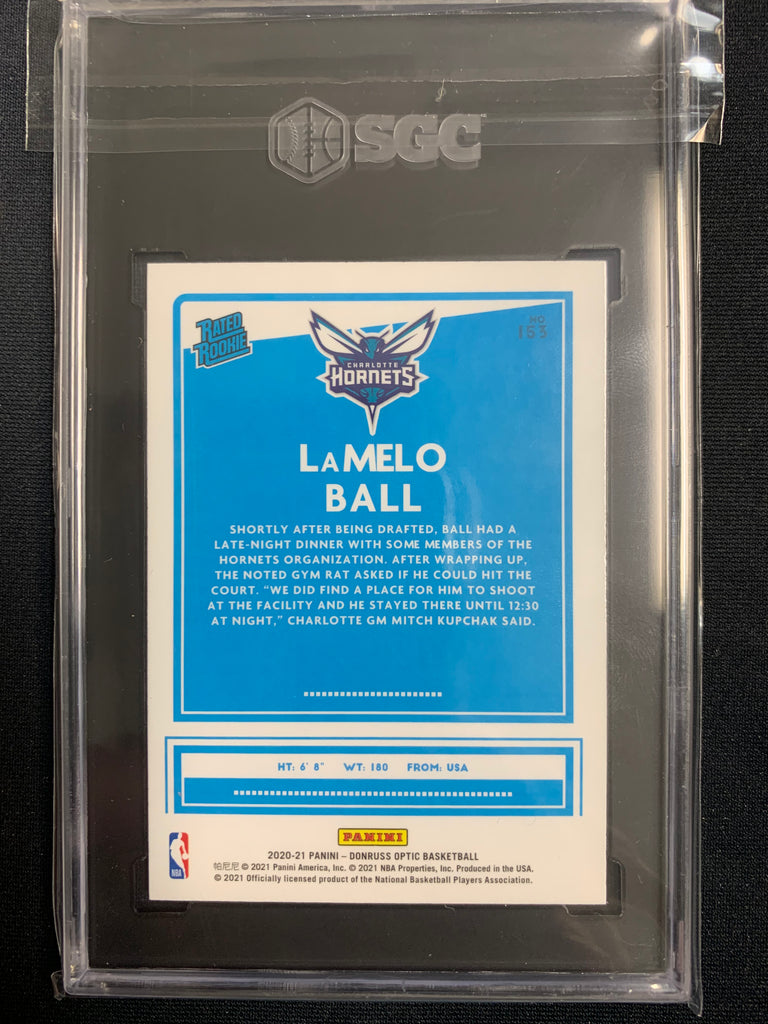 SGC
RATED
ROOKIE
NO
153
CHARLOTTE
HORNETS
LaMELO
BALL
SHORTLY AFTER BEING DRAFTED, BALL HAD A
LATE-NIGHT DINNER WITH SOME MEMBERS OF THE
HORNETS ORGANIZATION. AFTER WRAPPING UP,
THE NOTED GYM RAT ASKED IF HE COULD HIT THE
COURT. “WE DID FIND A PLACE FOR HIM TO SHOOT
AT THE FACILITY AND HE STAYED THERE UNTIL 12:30
AT NIGHT,” CHARLOTTE GM MITCH KUPCHAK SAID.
HT: 6' 8" WT: 180 FROM: USA
PANINI
2020-21 PANINI – DONRUSS OPTIC BASKETBALL
帕尼尼 © 2021 Panini America, Inc. © 2021 NBA Properties, Inc. Produced in the USA.
© 2021 Officially licensed product of the National Basketball Players Association.
NBA